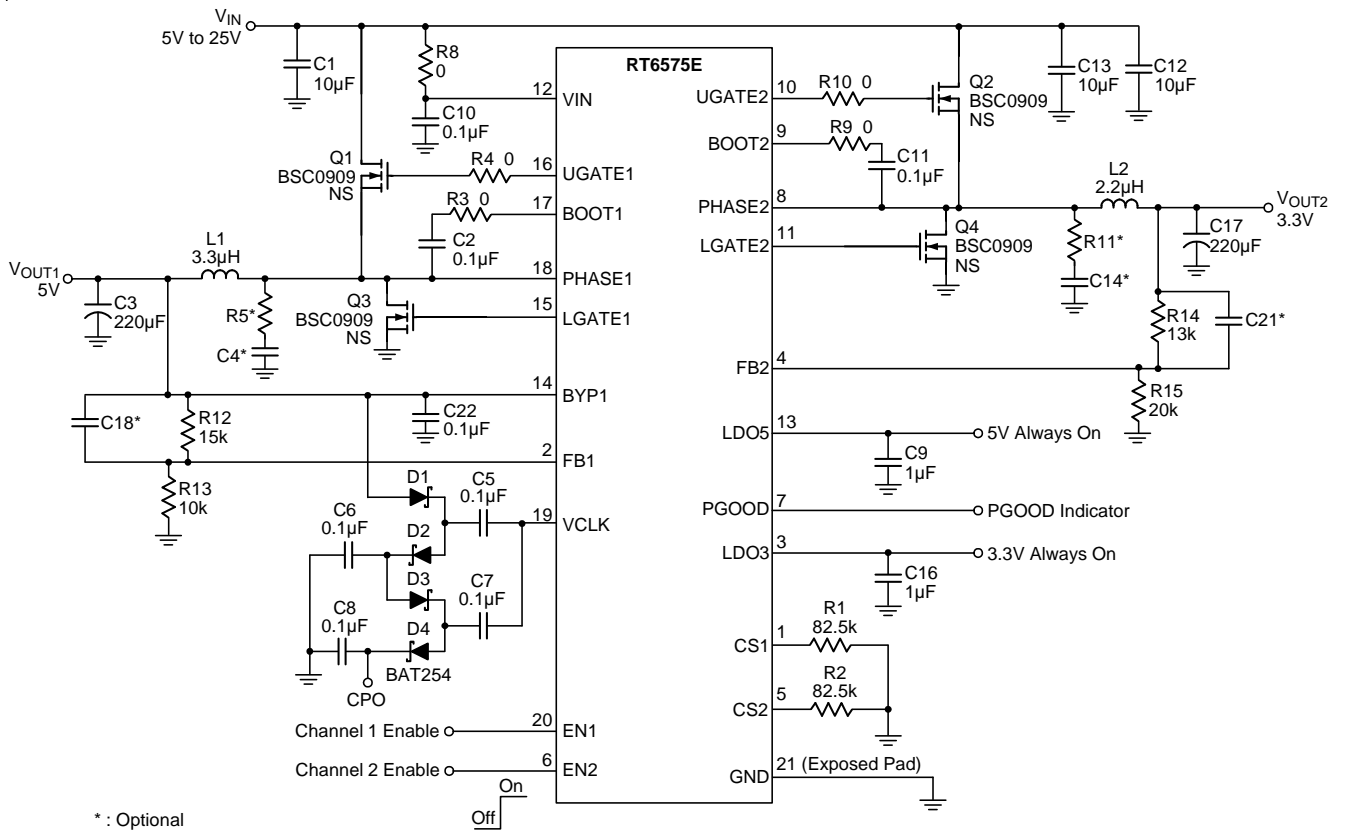 VIN
5V to 25V
C1
10µF
R8
0
C10
0.1µF
12
VIN
RT6575E
UGATE2
10
R10 0
Q2
BSC0909
NS
C13
10µF
C12
10µF
BOOT2
9
R9 0
C11
0.1µF
Q1
BSC0909
NS
R4 0
16
UGATE1
R3 0
17
BOOT1
C2
0.1µF
PHASE2
8
L2
2.2µH
VOUT2
3.3V
LGATE2
11
Q4
BSC0909
NS
R11*
C14*
C17
220µF
VOUT1
5V
L1
3.3µH
18
PHASE1
C3
220µF
R5*
C4*
Q3
BSC0909
NS
15
LGATE1
R14
13k
C21*
FB2
4
R15
20k
14
BYP1
C18*
R12
15k
C22
0.1µF
2
FB1
R13
10k
LDO5
13
5V Always On
C9
1µF
D1
C5
0.1µF
19
VCLK
C6
0.1µF
D2
D3
C7
0.1µF
C8
0.1µF
D4
BAT254
CPO
PGOOD
7
PGOOD Indicator
LDO3
3
3.3V Always On
C16
1µF
CS1
1
R1
82.5k
CS2
5
R2
82.5k
Channel 1 Enable
20
EN1
Channel 2 Enable
6
EN2
GND
21 (Exposed Pad)
On
Off
* : Optional